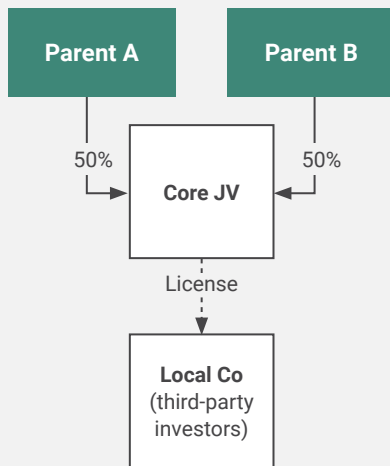 Parent A
Parent B
50%
50%
Core JV
License
Local Co
(third-party
investors)